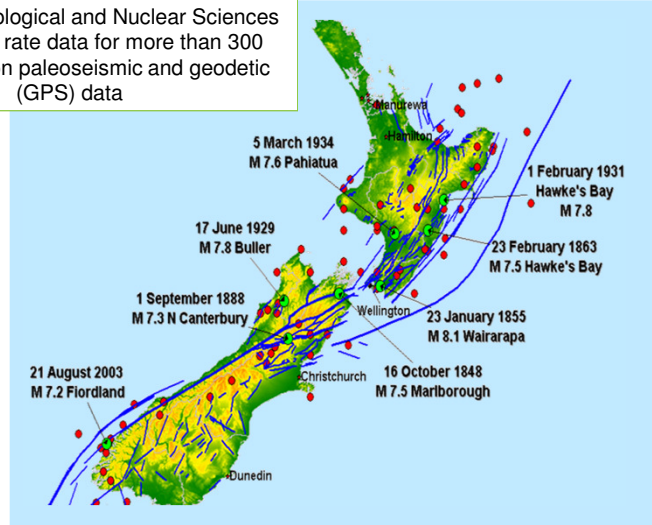 ological and Nuclear Sciences
rate data for more than 300
n paleoseismic and geodetic
(GPS) data
Manurewa
Hamilton
5 March 1934
M 7.6 Pahiatua
1 February 1931
Hawke's Bay
M 7.8
17 June 1929
M 7.8 Buller
23 February 1863
M 7.5 Hawke's Bay
1 September 1888
M 7.3 N Canterbury
Wellington
23 January 1855
M 8.1 Wairarapa
16 October 1848
M 7.5 Marlborough
21 August 2003
M 7.2 Fiordland
Christchurch
Dunedin